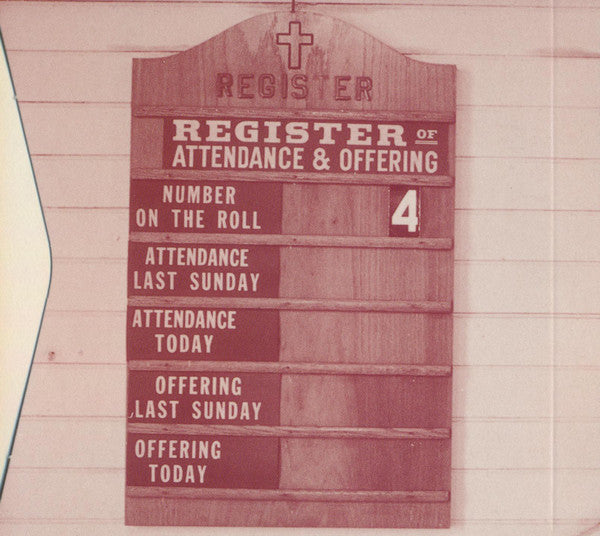 REGISTER
REGISTER OF
ATTENDANCE & OFFERING
NUMBER
ON THE ROLL
4
ATTENDANCE
LAST SUNDAY
ATTENDANCE
TODAY
OFFERING
LAST SUNDAY
OFFERING
TODAY